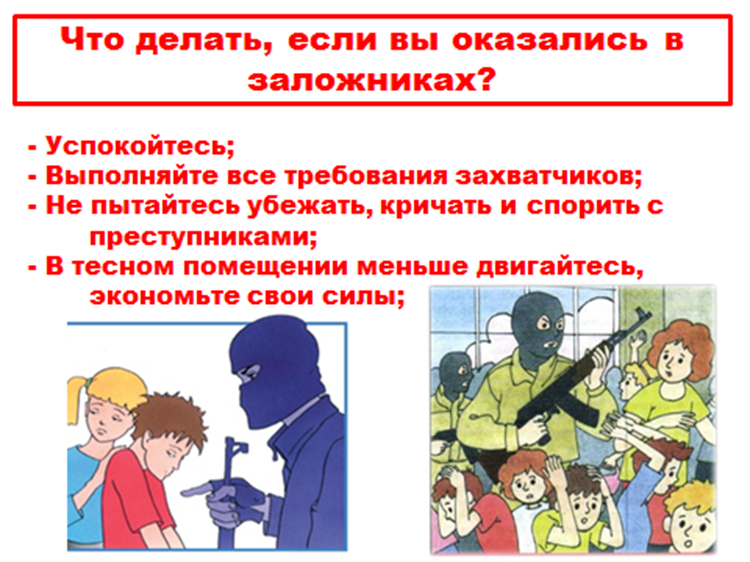 Что делать, если вы оказались в
заложниках?
- Успокойтесь;
- Выполняйте все требования захватчиков;
- Не пытайтесь убежать, кричать и спорить с
преступниками;
- В тесном помещении меньше двигайтесь,
экономьте свои силы;